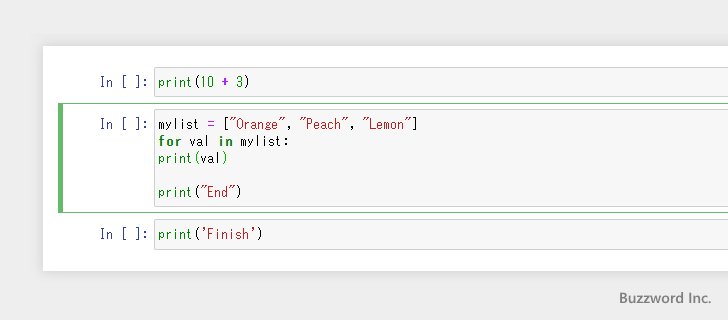 In [ ]: print(10 + 3)
In [ ]: mylist = ["Orange", "Peach", "Lemon"]
for val in mylist:
print(val)
print("End")
In [ ]: print('Finish')
Buzzword Inc.